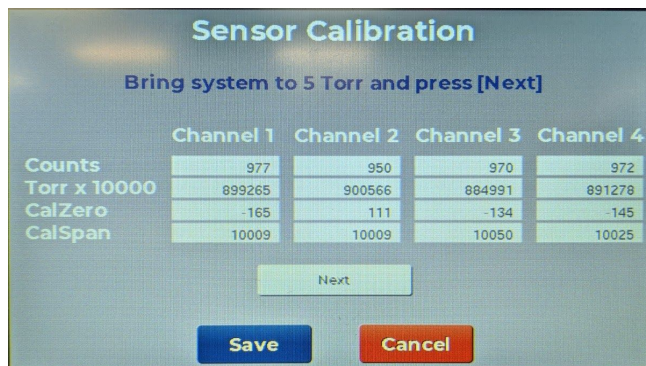 Sensor Calibration
Bring system to 5 Torr and press [Next]
Channel 1 Channel 2 Channel 3 Channel 4
Counts 977 950 970 972
Torr x 10000 899265 900566 884991 891278
CalZero -165 111 -134 -145
CalSpan 10009 10009 10050 10025
Next
Save Cancel